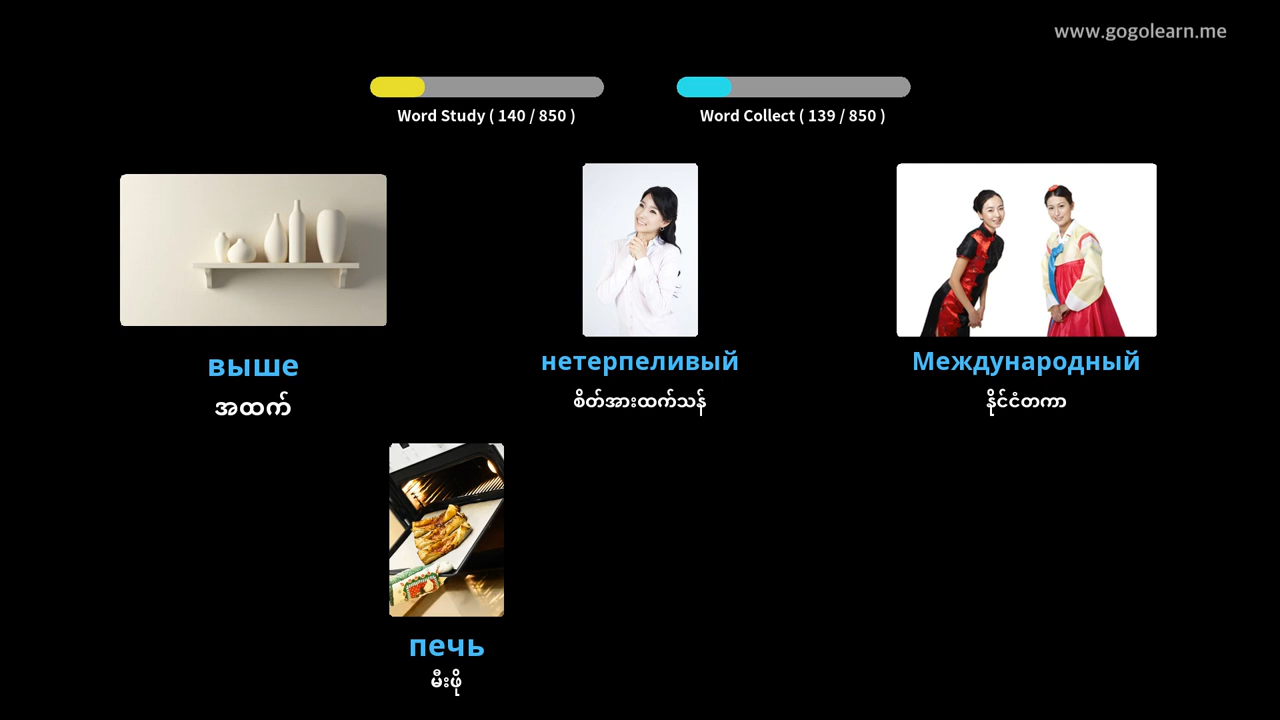 www.gogolearn.me
Word Study ( 140 / 850 )
Word Collect ( 139 / 850 )
выше
အထက်
нетерпеливый
စိတ်အားထက်သန်
Международный
နိုင်ငံတကာ
печь
မီးဖို